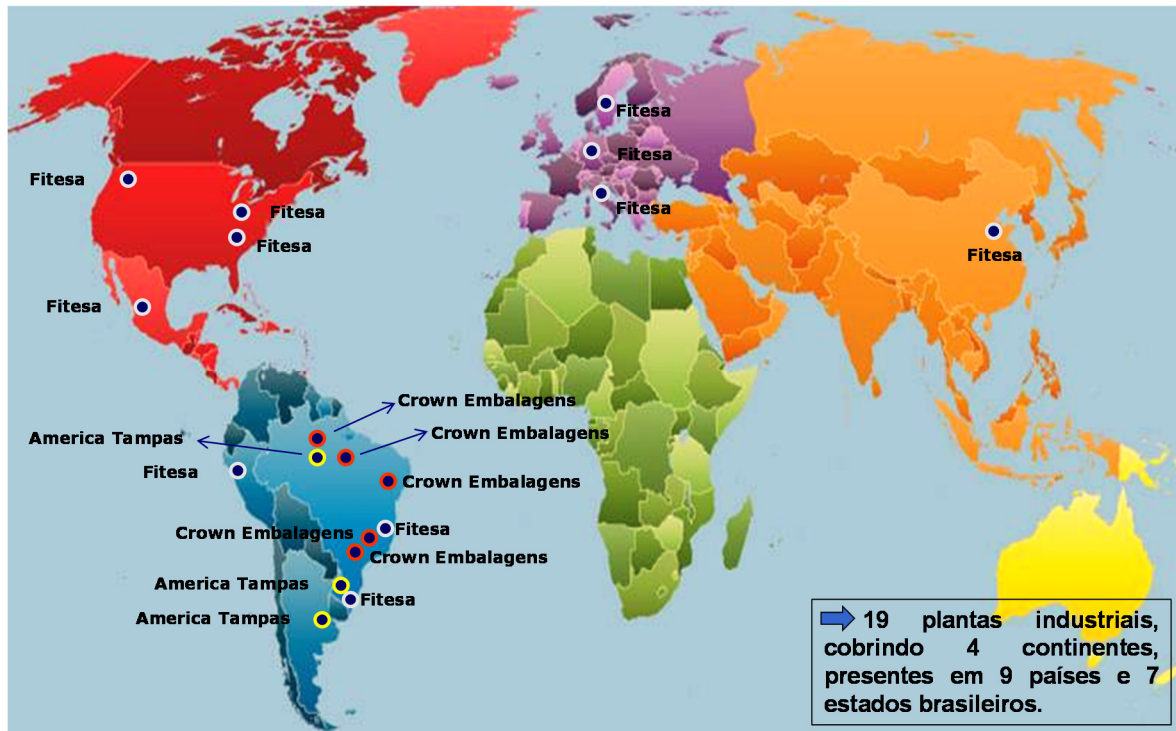 Fitesa
Fitesa
Fitesa
Fitesa
Fitesa
Fitesa
Fitesa
Fitesa
Crown Embalagens
America Tampas
Crown Embalagens
Fitesa
Crown Embalagens
Fitesa
Crown Embalagens
Crown Embalagens
America Tampas
Fitesa
America Tampas
19 plantas industriais,
cobrindo 4 continentes,
presentes em 9 países e 7
estados brasileiros.